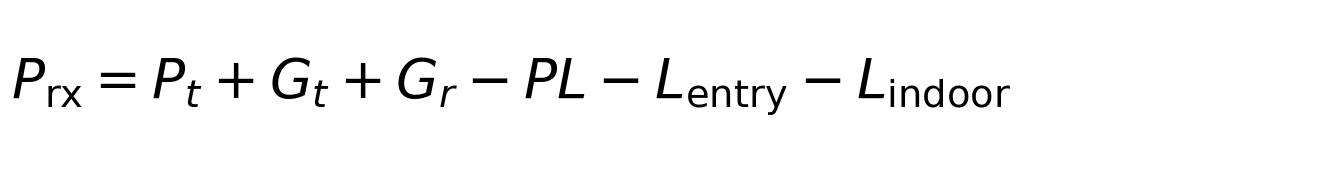 P_rx = P_t + G_t + G_r − PL − L_entry − L_indoor